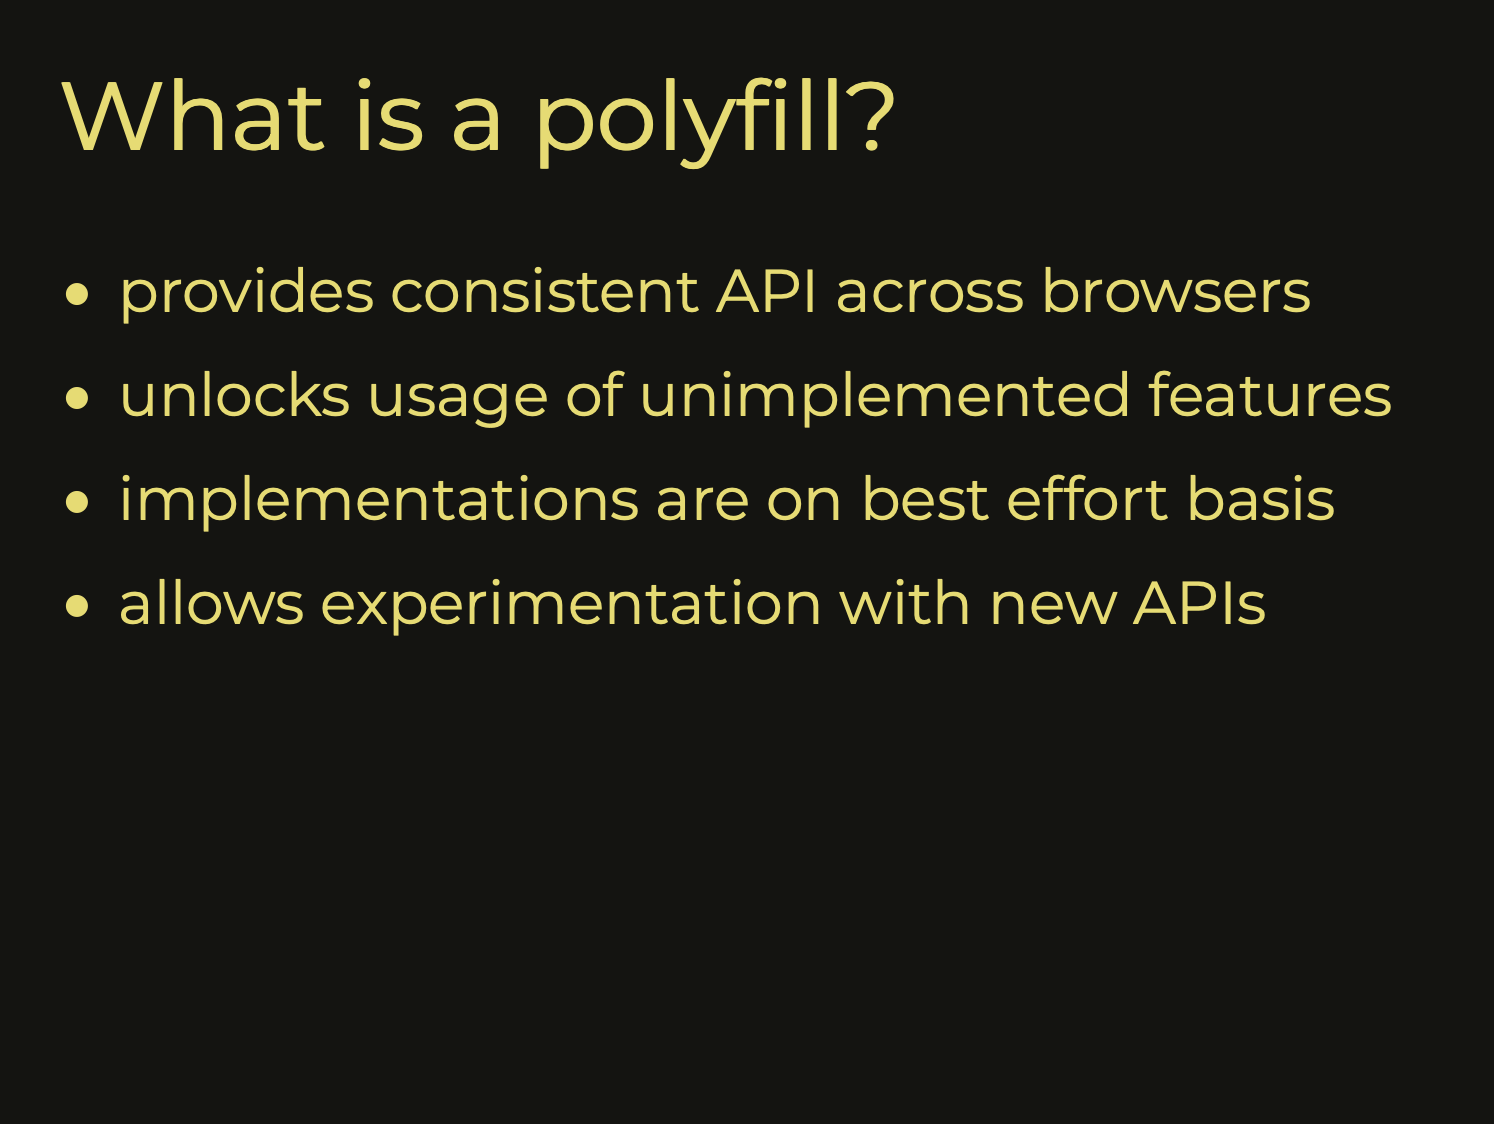 What is a polyfill?
• provides consistent API across browsers
• unlocks usage of unimplemented features
• implementations are on best effort basis
• allows experimentation with new APIs